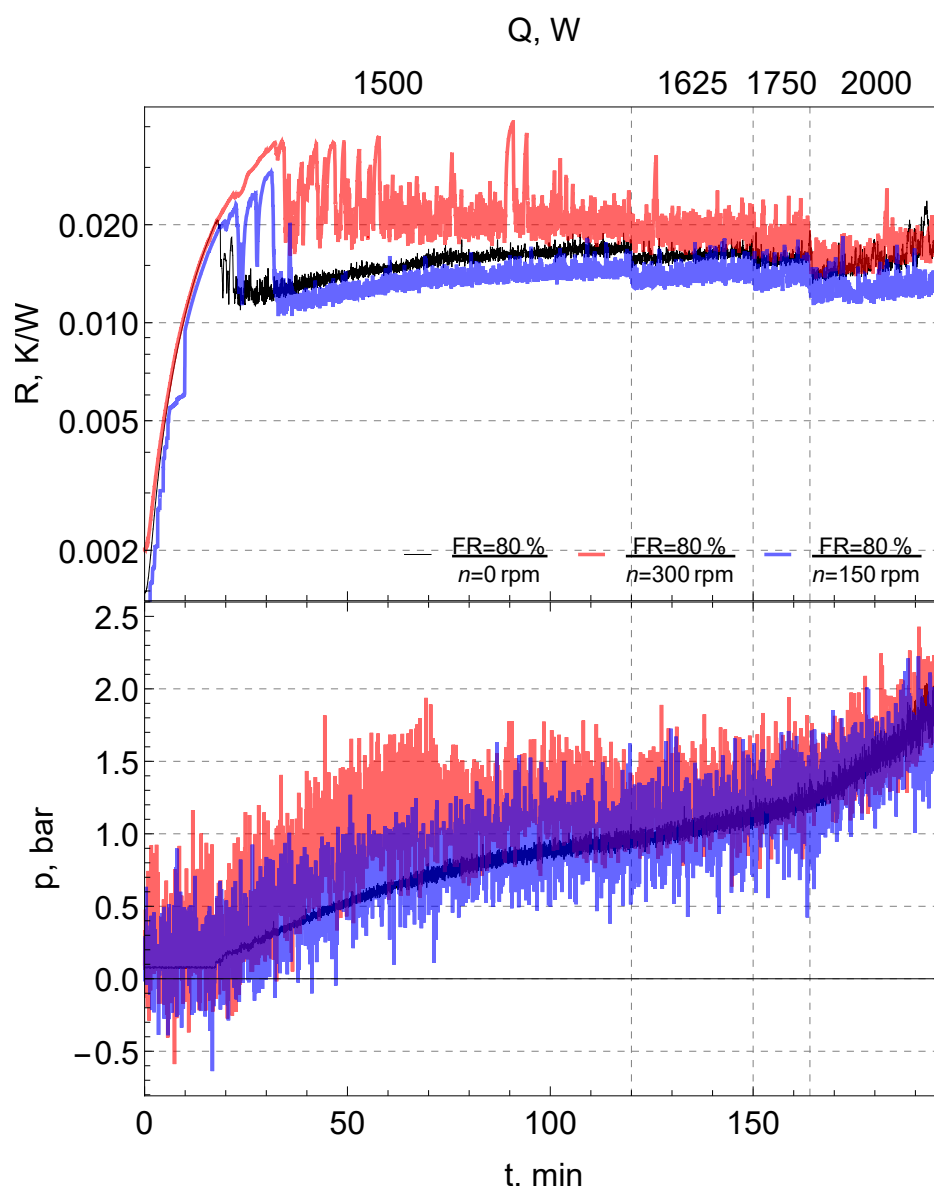 Q, W
1500 1625 1750 2000
R, K/W
0.020
0.010
0.005
0.002
FR=80 % FR=80 % FR=80 %
n=0 rpm n=300 rpm n=150 rpm
p, bar
2.5
2.0
1.5
1.0
0.5
0.0
−0.5
0 50 100 150
t, min